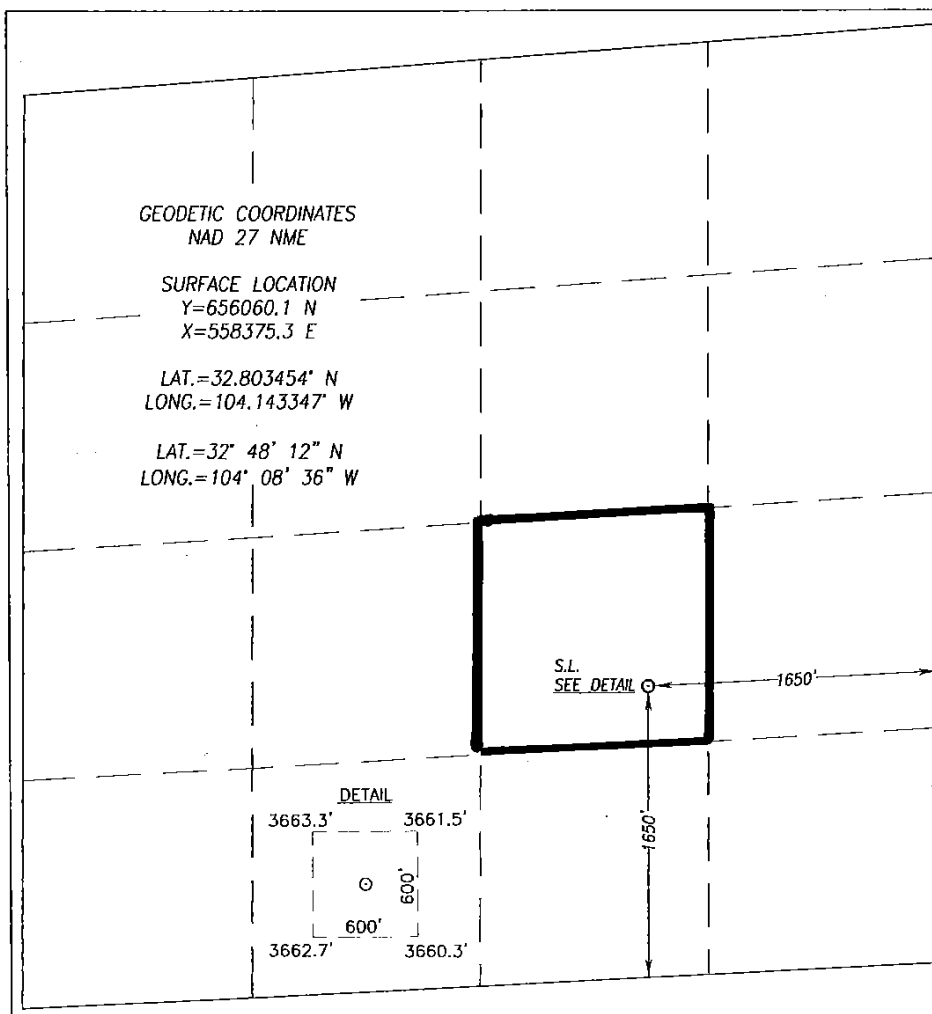 GEODETIC COORDINATES
NAD 27 NME
SURFACE LOCATION
Y=656060.1 N
X=558375.3 E
LAT.=32.803454° N
LONG.=104.143347° W
LAT.=32° 48' 12" N
LONG.=104° 08' 36" W
S.L.
SEE DETAIL
1650'
1650'
DETAIL
3663.3' 3661.5'
600'
600'
3662.7' 3660.3'